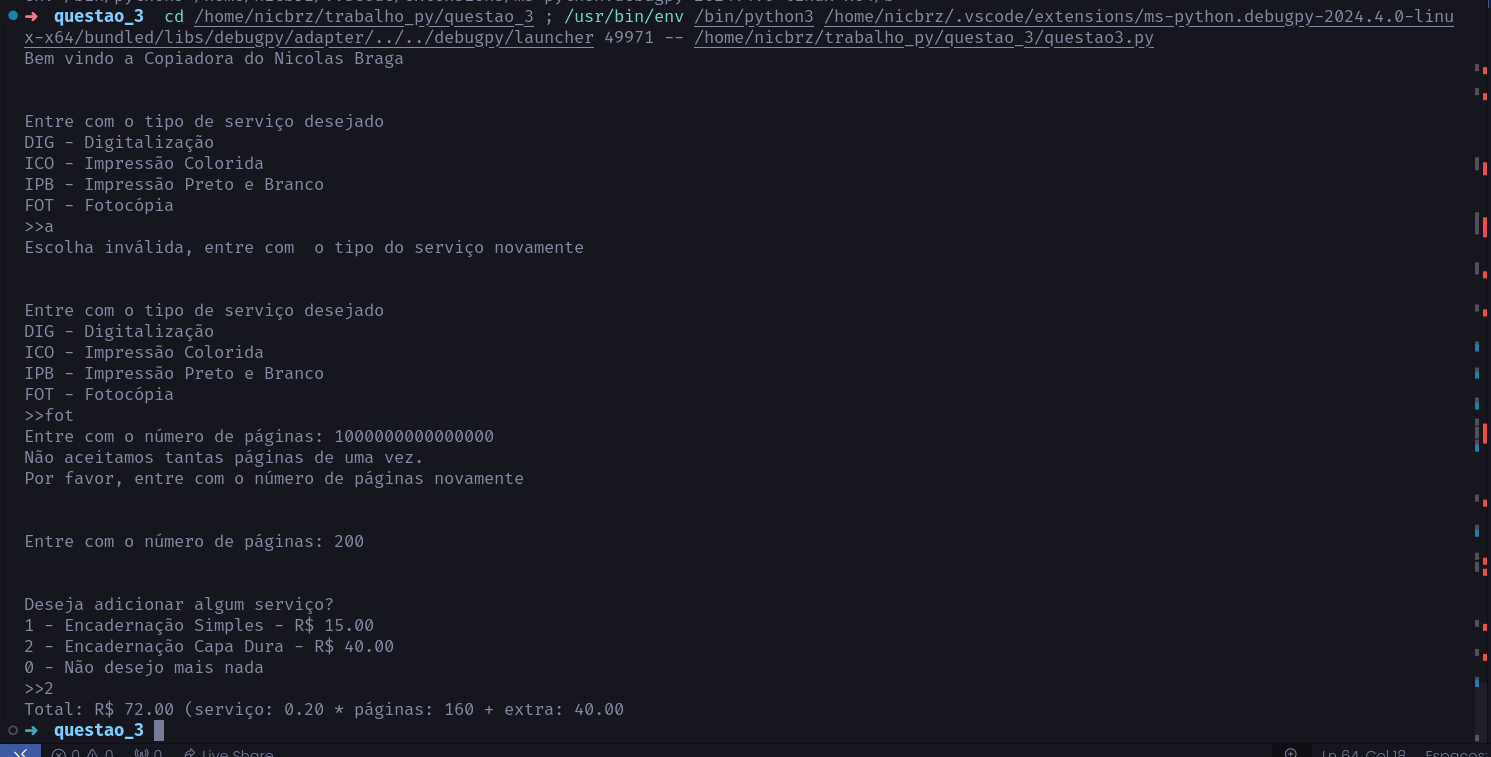 ➜ questao_3 cd /home/nicbrz/trabalho_py/questao_3 ; /usr/bin/env /bin/python3 /home/nicbrz/.vscode/extensions/ms-python.debugpy-2024.4.0-linu
x-x64/bundled/libs/debugpy/adapter/../../debugpy/launcher 49971 -- /home/nicbrz/trabalho_py/questao_3/questao3.py
Bem vindo a Copiadora do Nicolas Braga
Entre com o tipo de serviço desejado
DIG - Digitalização
ICO - Impressão Colorida
IPB - Impressão Preto e Branco
FOT - Fotocópia
>>a
Escolha inválida, entre com  o tipo do serviço novamente
Entre com o tipo de serviço desejado
DIG - Digitalização
ICO - Impressão Colorida
IPB - Impressão Preto e Branco
FOT - Fotocópia
>>fot
Entre com o número de páginas: 1000000000000000
Não aceitamos tantas páginas de uma vez.
Por favor, entre com o número de páginas novamente
Entre com o número de páginas: 200
Deseja adicionar algum serviço?
1 - Encadernação Simples - R$ 15.00
2 - Encadernação Capa Dura - R$ 40.00
0 - Não desejo mais nada
>>2
Total: R$ 72.00 (serviço: 0.20 * páginas: 160 + extra: 40.00
➜ questao_3
0 0 0 Live Share Ln 64, Col 18 Espaços: